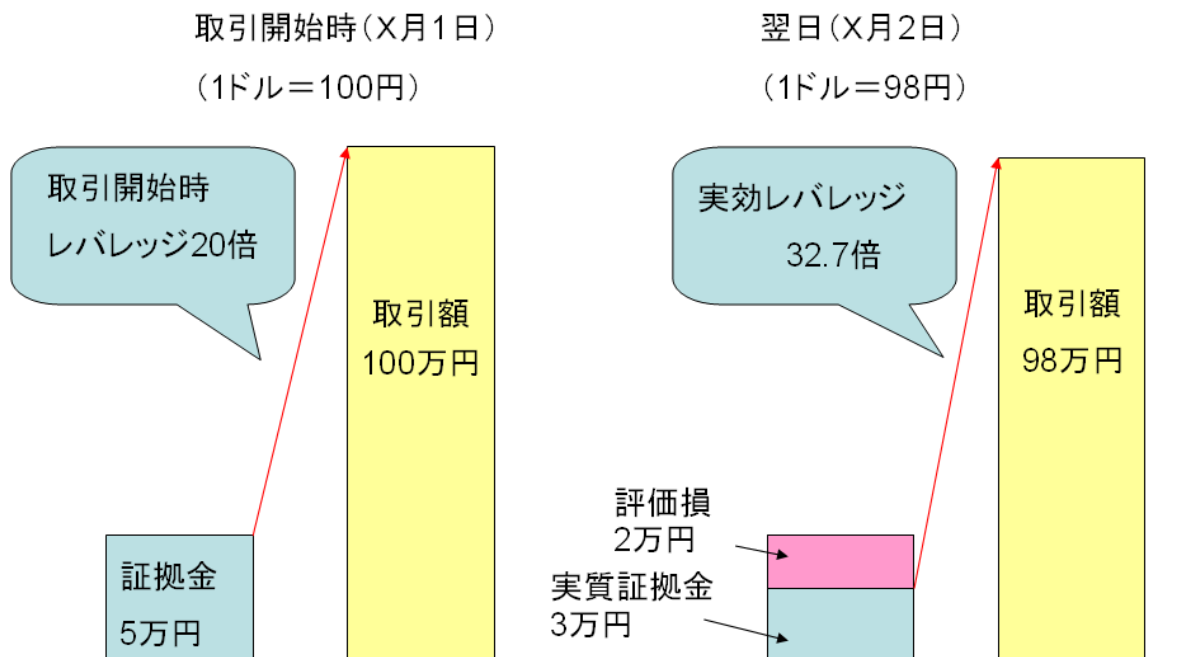 取引開始時（X月1日）
（1ドル＝100円）
取引開始時
レバレッジ20倍
取引額
100万円
証拠金
5万円
翌日（X月2日）
（1ドル＝98円）
実効レバレッジ
32.7倍
取引額
98万円
評価損
2万円
実質証拠金
3万円